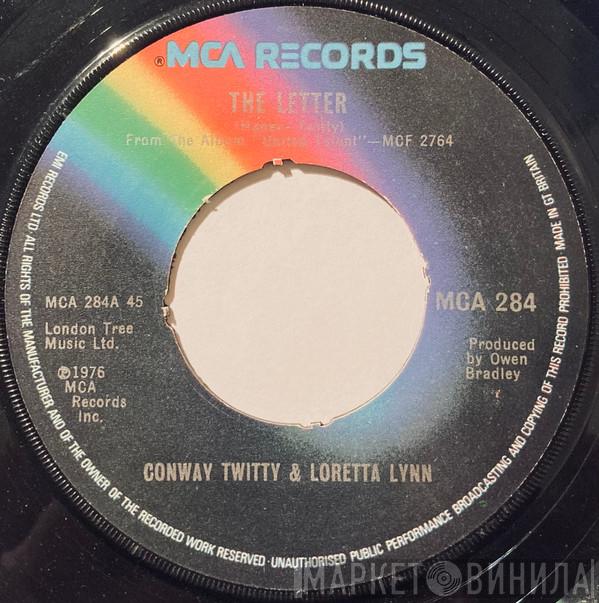 ®MCA RECORDS
THE LETTER
(Haney - Twitty)
From The Album "United Talent"—MCF 2764
MCA 284A 45
London Tree
Music Ltd.
℗1976
MCA
Records
Inc.
MCA 284
Produced
by Owen
Bradley
CONWAY TWITTY & LORETTA LYNN
EMI RECORDS LTD. ALL RIGHTS OF THE MANUFACTURER AND OF THE OWNER OF THE RECORDED WORK RESERVED · UNAUTHORISED PUBLIC PERFORMANCE BROADCASTING AND COPYING OF THIS RECORD PROHIBITED MADE IN GT BRITAIN
МАРКЕТ ВИНИЛА